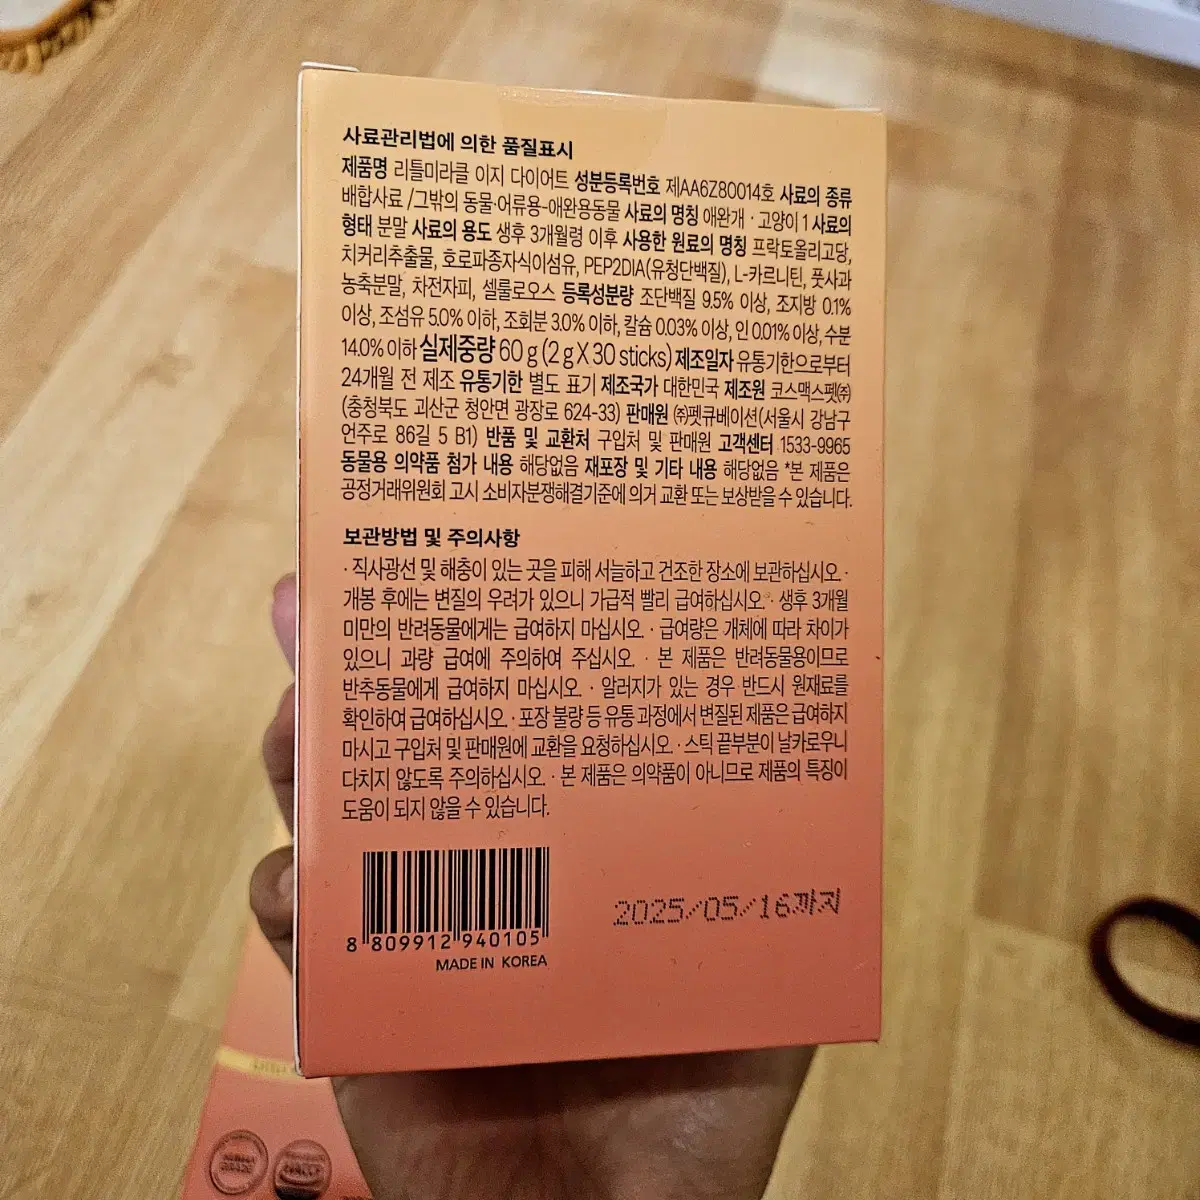 사료관리법에 의한 품질표시
제품명 리틀미라클 이지 다이어트 성분등록번호 제AA6Z80014호 사료의 종류
배합사료 /그밖의 동물·어류용-애완용동물 사료의 명칭 애완개 · 고양이 1 사료의
형태 분말 사료의 용도 생후 3개월령 이후 사용한 원료의 명칭 프락토올리고당,
치커리추출물, 호로파종자식이섬유, PEP2DIA(유청단백질), L-카르니틴, 풋사과
농축분말, 차전자피, 셀룰로오스 등록성분량 조단백질 9.5% 이상, 조지방 0.1%
이상, 조섬유 5.0% 이하, 조회분 3.0% 이하, 칼슘 0.03% 이상, 인 0.01% 이상, 수분
14.0% 이하 실제중량 60 g (2 g X 30 sticks) 제조일자 유통기한으로부터
24개월 전 제조 유통기한 별도 표기 제조국가 대한민국 제조원 코스맥스펫㈜
(충청북도 괴산군 청안면 광장로 624-33) 판매원 ㈜펫큐베이션(서울시 강남구
언주로 86길 5 B1) 반품 및 교환처 구입처 및 판매원 고객센터 1533-9965
동물용 의약품 첨가 내용 해당없음 재포장 및 기타 내용 해당없음 *본 제품은
공정거래위원회 고시 소비자분쟁해결기준에 의거 교환 또는 보상받을 수 있습니다.
보관방법 및 주의사항
· 직사광선 및 해충이 있는 곳을 피해 서늘하고 건조한 장소에 보관하십시오 ·
개봉 후에는 변질의 우려가 있으니 가급적 빨리 급여하십시오. · 생후 3개월
미만의 반려동물에게는 급여하지 마십시오. · 급여량은 개체에 따라 차이가
있으니 과량 급여에 주의하여 주십시오. · 본 제품은 반려동물용이므로
반추동물에게 급여하지 마십시오. · 알러지가 있는 경우 반드시 원재료를
확인하여 급여하십시오. · 포장 불량 등 유통 과정에서 변질된 제품은 급여하지
마시고 구입처 및 판매원에 교환을 요청하십시오. · 스틱 끝부분이 날카로우니
다치지 않도록 주의하십시오. · 본 제품은 의약품이 아니므로 제품의 특징이
도움이 되지 않을 수 있습니다.
2025/05/16까지
8 809912 940105
MADE IN KOREA